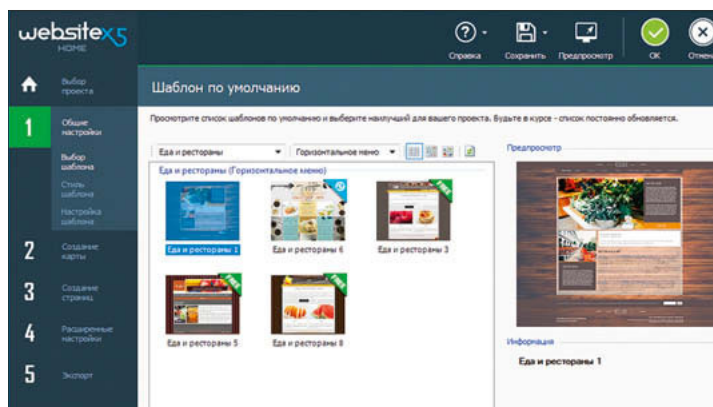 websitex5
HOME
Справка
Сохранить
Предпросмотр
OK
Отмена
Выбор
проекта
Шаблон по умолчанию
1
Общие
настройки
Просмотрите список шаблонов по умолчанию и выберите наилучший для вашего проекта. Будьте в курсе - список постоянно обновляется.
Еда и рестораны
Горизонтальное меню
Предпросмотр
Выбор
шаблона
Стиль
шаблона
Настройка
шаблона
Еда и рестораны (Горизонтальное меню)
FREE
Еда и рестораны 1
Еда и рестораны 6
Еда и рестораны 3
2
Создание
карты
3
Создание
страниц
FREE
FREE
Еда и рестораны 5
Еда и рестораны 8
4
Расширенные
настройки
Информация
Еда и рестораны 1
5
Экспорт